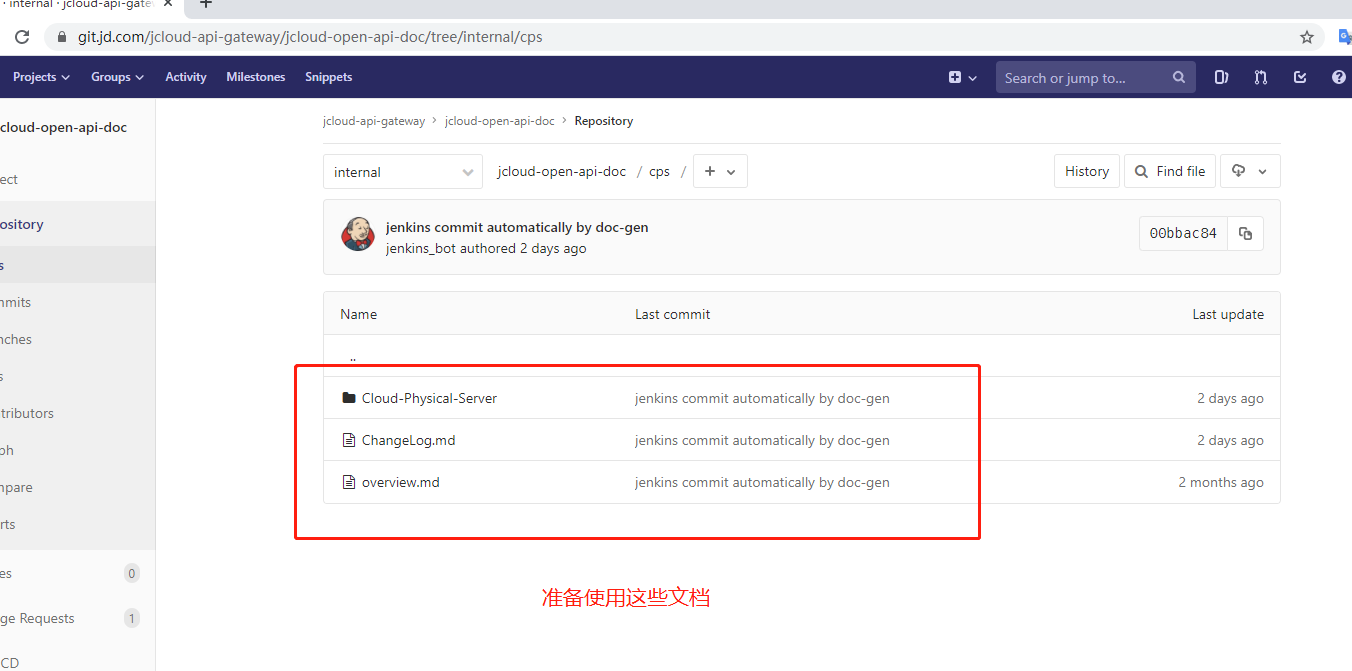 · internal · jcloud-api-gatew
git.jd.com/jcloud-api-gateway/jcloud-open-api-doc/tree/internal/cps
Projects Groups Activity Milestones Snippets Search or jump to...
cloud-open-api-doc
jcloud-api-gateway › jcloud-open-api-doc › Repository
internal jcloud-open-api-doc / cps / + History Find file
ect
ository
s
mmits
nches
s
tributors
ph
mpare
rts
es 0
ge Requests 1
CD
jenkins commit automatically by doc-gen
jenkins_bot authored 2 days ago
00bbac84
Name Last commit Last update
..
Cloud-Physical-Server jenkins commit automatically by doc-gen 2 days ago
ChangeLog.md jenkins commit automatically by doc-gen 2 days ago
overview.md jenkins commit automatically by doc-gen 2 months ago
准备使用这些文档